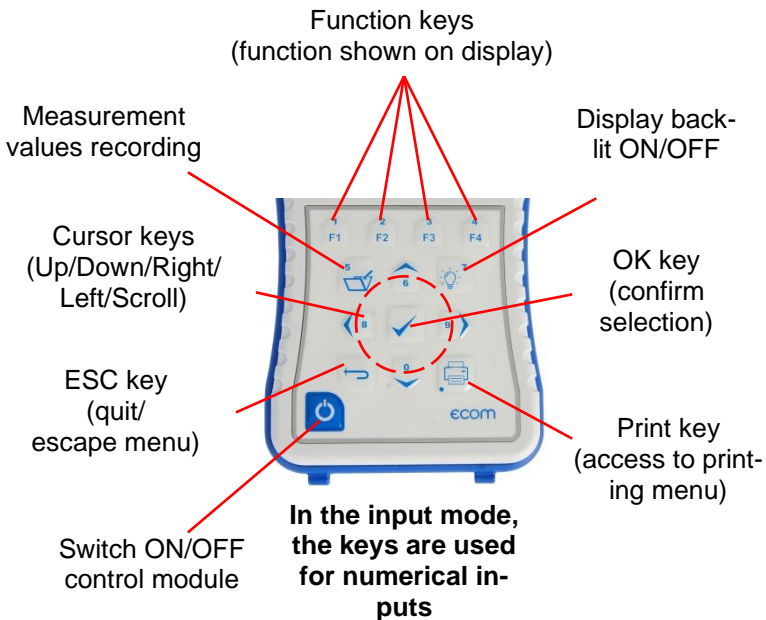 Function keys
(function shown on display)
Measurement
values recording
Display back-
lit ON/OFF
1 2 3 4
F1 F2 F3 F4
Cursor keys
(Up/Down/Right/
Left/Scroll)
5 6 7
OK key
(confirm
selection)
8 9
ESC key
(quit/
escape menu)
0
ecom
Print key
(access to print-
ing menu)
In the input mode,
the keys are used
for numerical in-
puts
Switch ON/OFF
control module